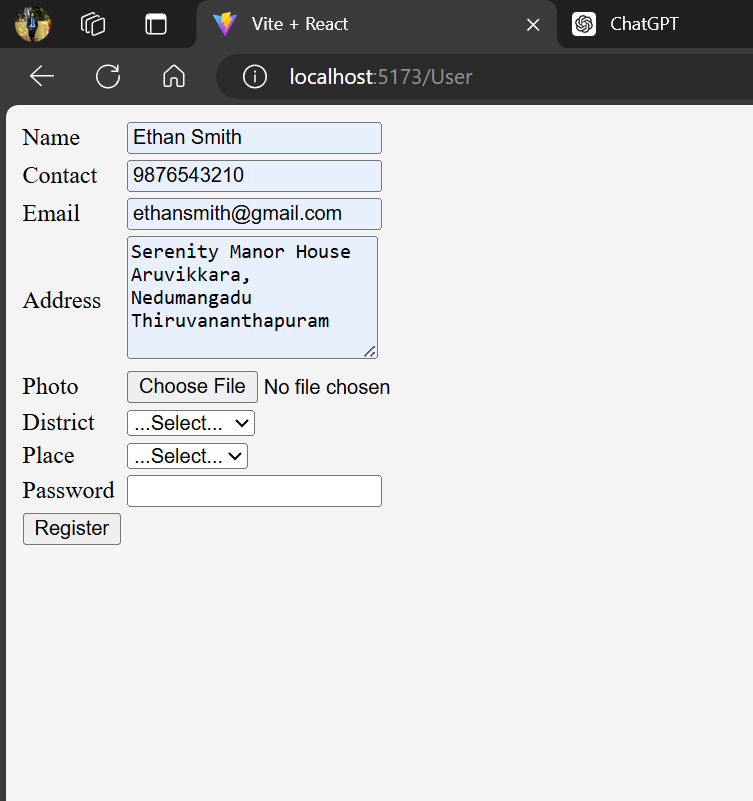 Vite + React
ChatGPT
localhost:5173/User
Name Ethan Smith
Contact 9876543210
Email ethansmith@gmail.com
Address Serenity Manor House
Aruvikkara,
Nedumangadu
Thiruvananthapuram
Photo Choose File No file chosen
District ...Select...
Place ...Select...
Password
Register